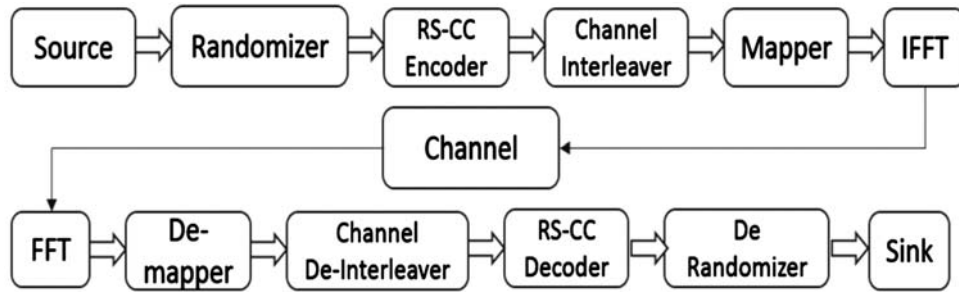 Source
Randomizer
RS-CC
Encoder
Channel
Interleaver
Mapper
IFFT
Channel
FFT
De-
mapper
Channel
De-Interleaver
RS-CC
Decoder
De
Randomizer
Sink